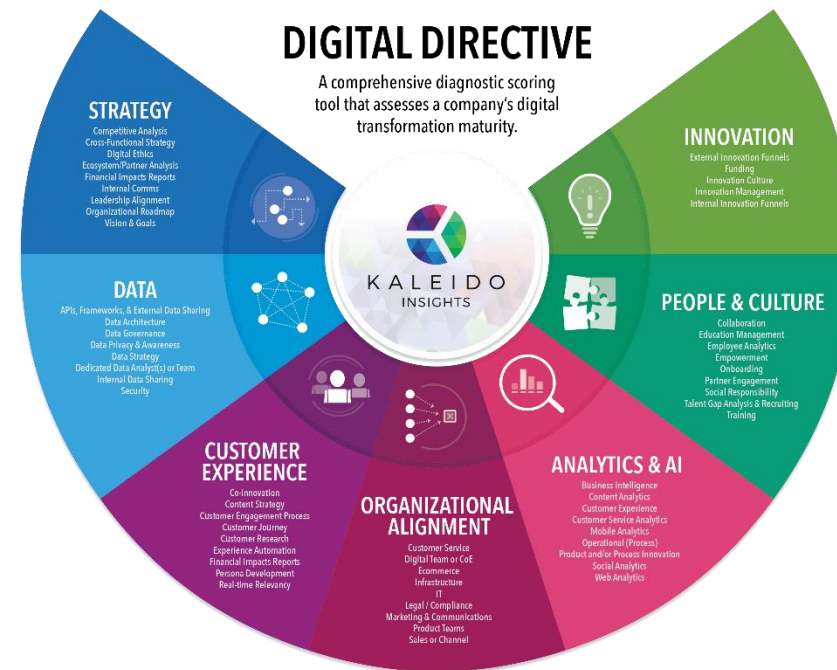 DIGITAL DIRECTIVE
A comprehensive diagnostic scoring
tool that assesses a company's digital
transformation maturity.
STRATEGY
Competitive Analysis
Cross-Functional Strategy
Digital Ethics
Ecosystem/Partner Analysis
Financial Impacts Reports
Internal Comms
Leadership Alignment
Organizational Roadmap
Vision & Goals
DATA
APIs, Frameworks, & External Data Sharing
Data Architecture
Data Governance
Data Privacy & Awareness
Data Strategy
Dedicated Data Analyst(s) or Team
Internal Data Sharing
Security
CUSTOMER
EXPERIENCE
Co-Innovation
Content Strategy
Customer Engagement Process
Customer Journey
Customer Research
Experience Automation
Financial Impacts Reports
Persona Development
Real-time Relevancy
ORGANIZATIONAL
ALIGNMENT
Customer Service
Digital Team or CoE
Ecommerce
Infrastructure
IT
Legal / Compliance
Marketing & Communications
Product Teams
Sales or Channel
ANALYTICS & AI
Business Intelligence
Content Analytics
Customer Experience
Customer Service Analytics
Mobile Analytics
Operational (Process)
Product and/or Process Innovation
Social Analytics
Web Analytics
PEOPLE & CULTURE
Collaboration
Education Management
Employee Analytics
Empowerment
Onboarding
Partner Engagement
Social Responsibility
Talent Gap Analysis & Recruiting
Training
INNOVATION
External Innovation Funnels
Funding
Innovation Culture
Innovation Management
Internal Innovation Funnels
KALEIDO
INSIGHTS